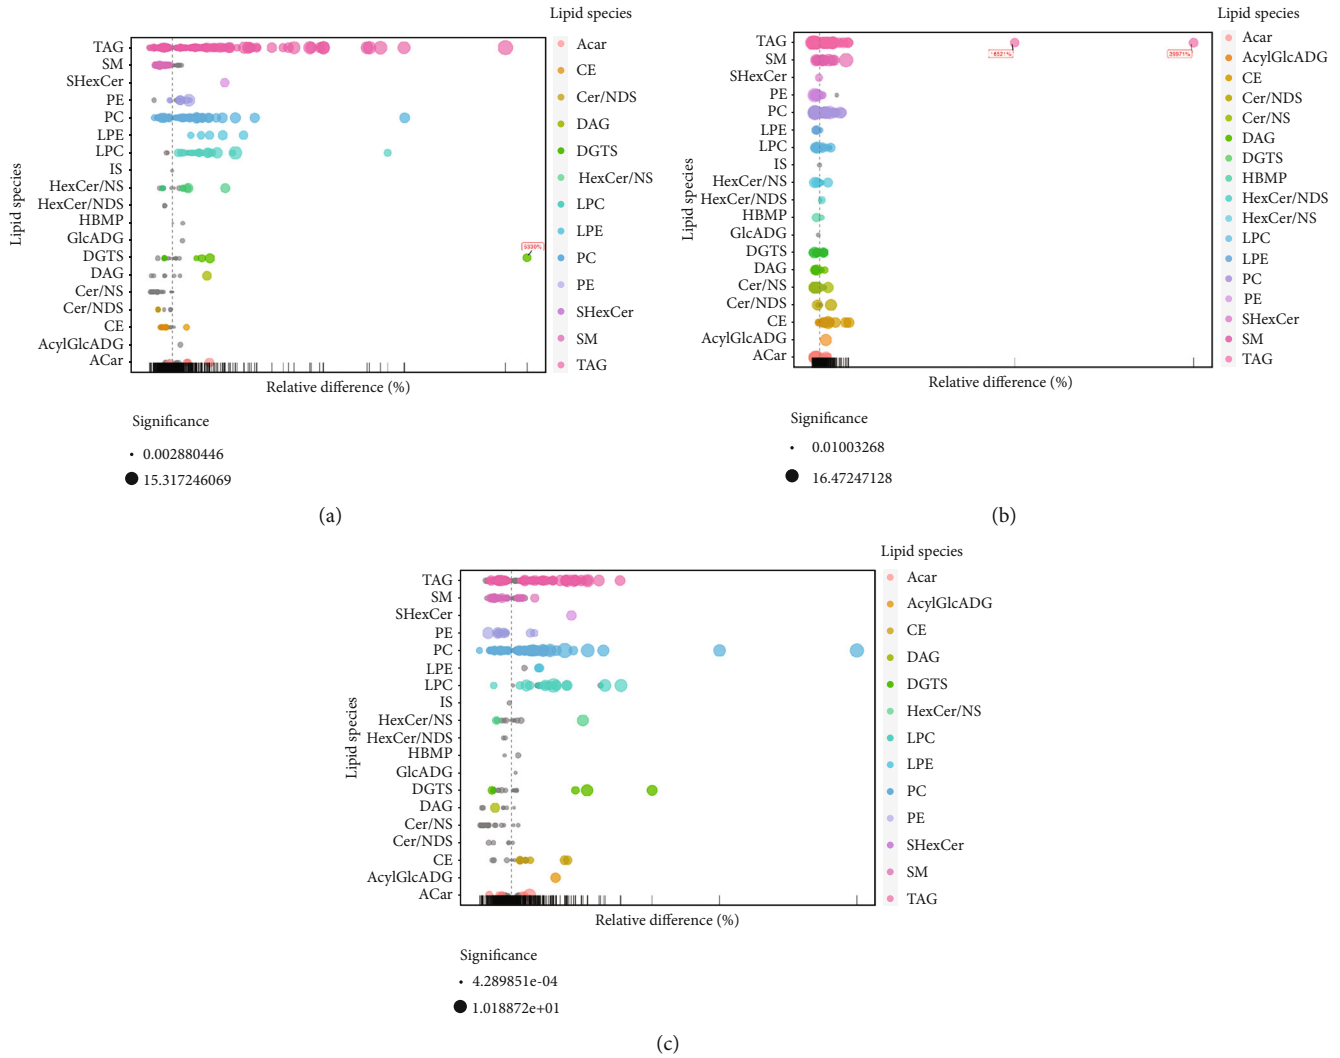 Lipid species
TAG
SM
SHexCer
PE
PC
LPE
LPC
IS
HexCer/NS
HexCer/NDS
HBMP
GlcADG
DGTS
DAG
Cer/NS
Cer/NDS
CE
AcylGlcADG
ACar
Lipid species
5330%
Relative difference (%)
Acar
CE
Cer/NDS
DAG
DGTS
HexCer/NS
LPC
LPE
PC
PE
SHexCer
SM
TAG
Significance
0.002880446
15.317246069
(a)
Lipid species
TAG
SM
SHexCer
PE
PC
LPE
LPC
IS
HexCer/NS
HexCer/NDS
HBMP
GlcADG
DGTS
DAG
Cer/NS
Cer/NDS
CE
AcylGlcADG
ACar
Lipid species
Relative difference (%)
Acar
AcylGlcADG
CE
Cer/NDS
Cer/NS
DAG
DGTS
HBMP
HexCer/NDS
HexCer/NS
LPC
LPE
PC
PE
SHexCer
SM
TAG
Significance
0.01003268
16.47247128
(b)
Lipid species
TAG
SM
SHexCer
PE
PC
LPE
LPC
IS
HexCer/NS
HexCer/NDS
HBMP
GlcADG
DGTS
DAG
Cer/NS
Cer/NDS
CE
AcylGlcADG
ACar
Lipid species
Relative difference (%)
Acar
AcylGlcADG
CE
DAG
DGTS
HexCer/NS
LPC
LPE
PC
PE
SHexCer
SM
TAG
Significance
4.289851e-04
1.018872e+01
(c)